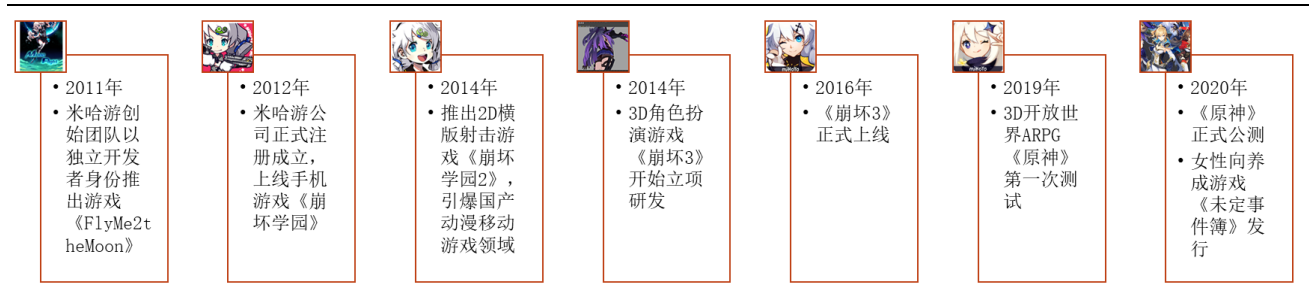 • 2011年
• 米哈游创
始团队以
独立开发
者身份推
出游戏
《FlyMe2t
heMoon》
• 2012年
• 米哈游公
司正式注
册成立，
上线手机
游戏《崩
坏学园》
• 2014年
• 推出2D横
版射击游
戏《崩坏
学园2》，
引爆国产
动漫移动
游戏领域
• 2014年
• 3D角色扮
演游戏
《崩坏3》
开始立项
研发
miHoYo
• 2016年
• 《崩坏3》
正式上线
miHoYo
• 2019年
• 3D开放世
界ARPG
《原神》
第一次测
试
• 2020年
• 《原神》
正式公测
• 女性向养
成游戏
《未定事
件簿》发
行